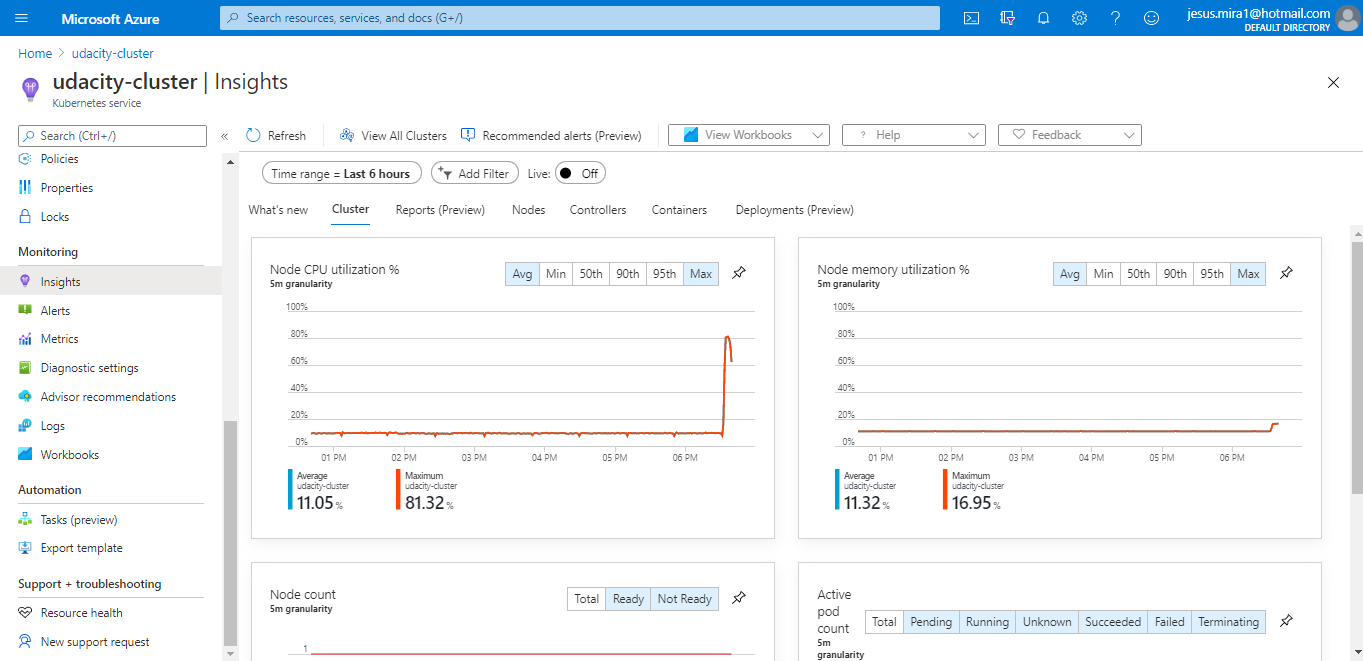 Microsoft Azure
Search resources, services, and docs (G+/)
jesus.mira1@hotmail.com
DEFAULT DIRECTORY
Home > udacity-cluster
udacity-cluster | Insights
Kubernetes service
Search (Ctrl+/)
«
Refresh
View All Clusters
Recommended alerts (Preview)
View Workbooks
? Help
Feedback
Policies
Properties
Locks
Monitoring
Insights
Alerts
Metrics
Diagnostic settings
Advisor recommendations
Logs
Workbooks
Automation
Tasks (preview)
Export template
Support + troubleshooting
Resource health
New support request
Time range = Last 6 hours
Add Filter
Live: Off
What's new
Cluster
Reports (Preview)
Nodes
Controllers
Containers
Deployments (Preview)
Node CPU utilization %
5m granularity
Avg Min 50th 90th 95th Max
100%
80%
60%
40%
20%
0%
01 PM 02 PM 03 PM 04 PM 05 PM 06 PM
Average
udacity-cluster
11.05 %
Maximum
udacity-cluster
81.32 %
Node memory utilization %
5m granularity
Avg Min 50th 90th 95th Max
100%
80%
60%
40%
20%
0%
01 PM 02 PM 03 PM 04 PM 05 PM 06 PM
Average
udacity-cluster
11.32 %
Maximum
udacity-cluster
16.95 %
Node count
5m granularity
Total Ready Not Ready
1
Active
pod
count
5m
granularity
Total Pending Running Unknown Succeeded Failed Terminating